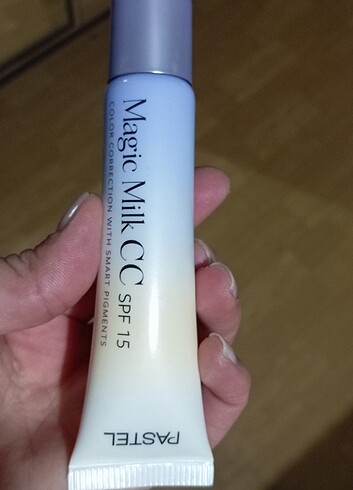 Magic Milk CC SPF 15
COLOR CORRECTION WITH SMART PIGMENTS
PASTEL